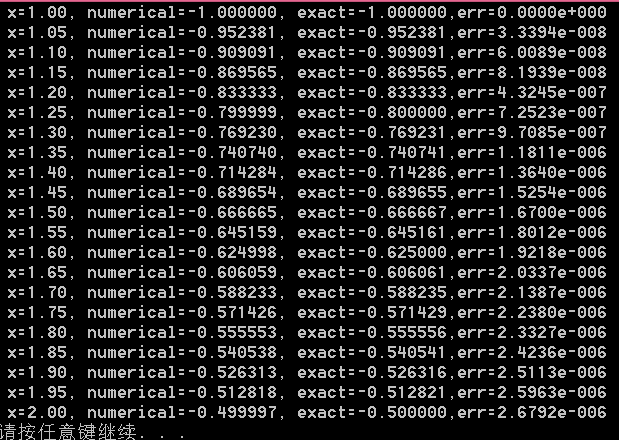 x=1.00, numerical=-1.000000, exact=-1.000000,err=0.0000e+000
x=1.05, numerical=-0.952381, exact=-0.952381,err=3.3394e-008
x=1.10, numerical=-0.909091, exact=-0.909091,err=6.0089e-008
x=1.15, numerical=-0.869565, exact=-0.869565,err=8.1939e-008
x=1.20, numerical=-0.833333, exact=-0.833333,err=4.3245e-007
x=1.25, numerical=-0.799999, exact=-0.800000,err=7.2523e-007
x=1.30, numerical=-0.769230, exact=-0.769231,err=9.7085e-007
x=1.35, numerical=-0.740740, exact=-0.740741,err=1.1811e-006
x=1.40, numerical=-0.714284, exact=-0.714286,err=1.3640e-006
x=1.45, numerical=-0.689654, exact=-0.689655,err=1.5254e-006
x=1.50, numerical=-0.666665, exact=-0.666667,err=1.6700e-006
x=1.55, numerical=-0.645159, exact=-0.645161,err=1.8012e-006
x=1.60, numerical=-0.624998, exact=-0.625000,err=1.9218e-006
x=1.65, numerical=-0.606059, exact=-0.606061,err=2.0337e-006
x=1.70, numerical=-0.588233, exact=-0.588235,err=2.1387e-006
x=1.75, numerical=-0.571426, exact=-0.571429,err=2.2380e-006
x=1.80, numerical=-0.555553, exact=-0.555556,err=2.3327e-006
x=1.85, numerical=-0.540538, exact=-0.540541,err=2.4236e-006
x=1.90, numerical=-0.526313, exact=-0.526316,err=2.5113e-006
x=1.95, numerical=-0.512818, exact=-0.512821,err=2.5963e-006
x=2.00, numerical=-0.499997, exact=-0.500000,err=2.6792e-006
请按任意键继续. . .